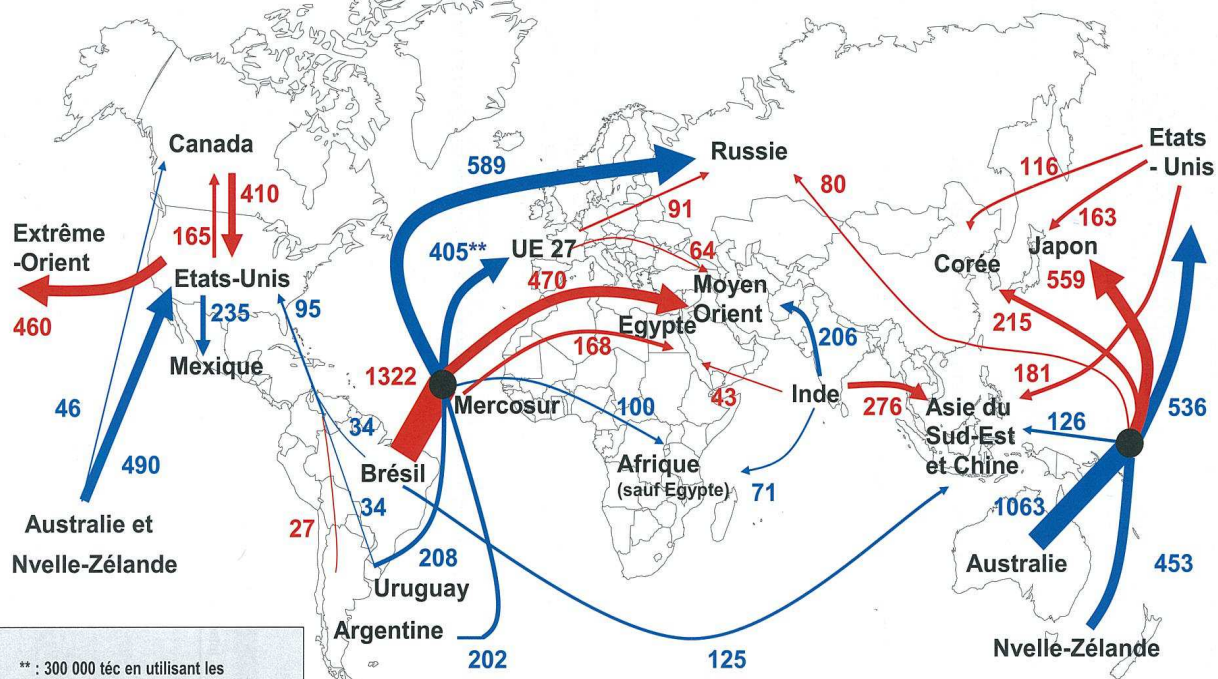 Canada
589
Russie
Etats
- Unis
116
80
410
91
163
Extrême
-Orient
165
405**
UE 27
64
Japon
Corée
Etats-Unis
470
Moyen
Orient
559
460
235
95
Egypte
206
215
Mexique
168
1322
Mercosur
43
Inde
276
181
46
100
Asie du
Sud-Est
et Chine
126
536
34
490
Brésil
Afrique
(sauf Egypte)
71
34
1063
Australie et
Nvelle-Zélande
27
208
Australie
453
Uruguay
Argentine
202
125
Nvelle-Zélande
** : 300 000 téc en utilisant les